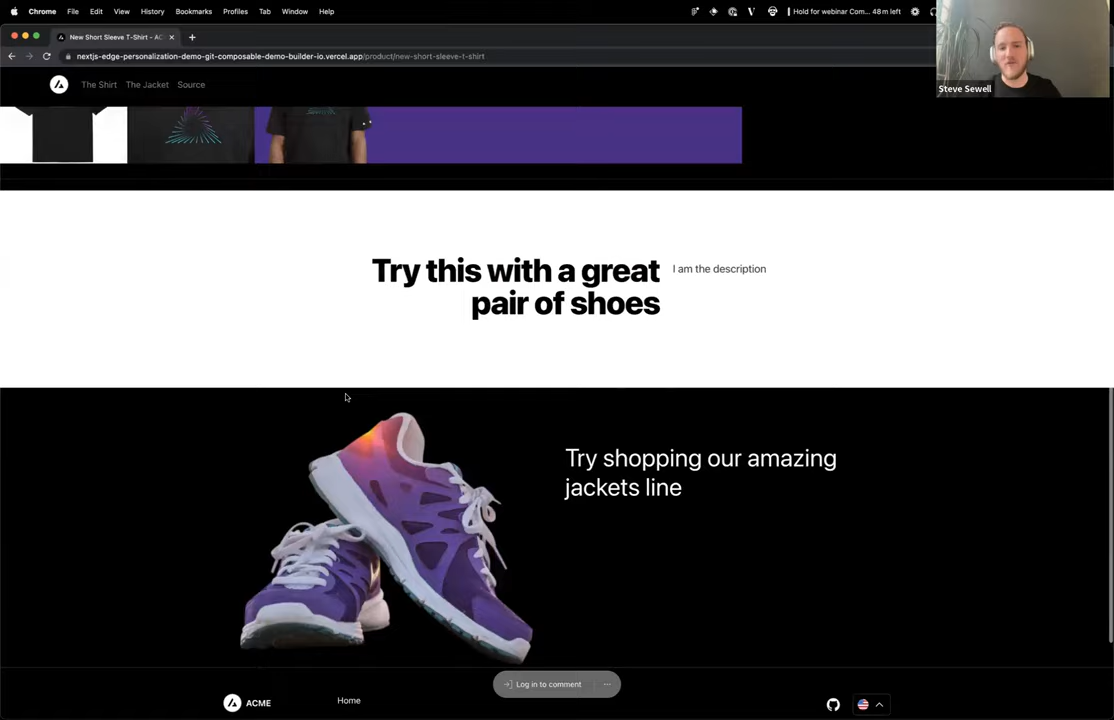 Chrome File Edit View History Bookmarks Profiles Tab Window Help
Hold for webinar Com... 48m left
New Short Sleeve T-Shirt - AC
nextjs-edge-personalization-demo-git-composable-demo-builder-io.vercel.app/product/new-short-sleeve-t-shirt
Steve Sewell
The Shirt The Jacket Source
Try this with a great
pair of shoes
I am the description
Try shopping our amazing
jackets line
Log in to comment
ACME
Home